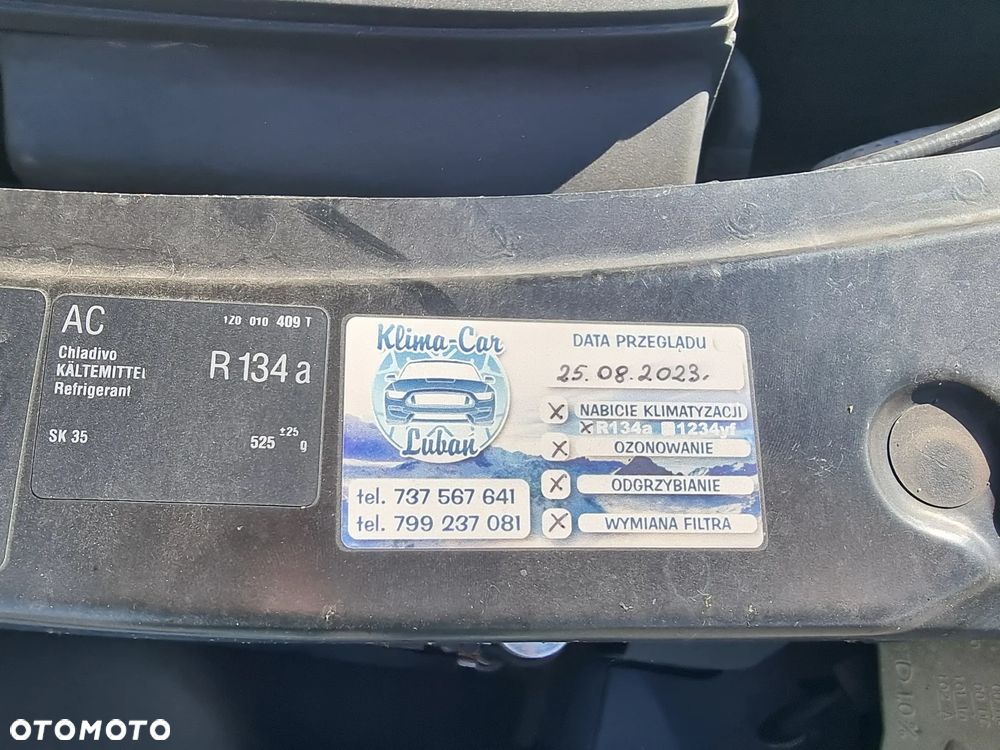 AC
1Z0 010 409 T
Chladivo
KÄLTEMITTEL
Refrigerant
R 134 a
SK 35
525 ±25 g
Klima-Car
Lubań
tel. 737 567 641
tel. 799 237 081
DATA PRZEGLĄDU
25.08.2023.
X NABICIE KLIMATYZACJI
X R134a 1234yf
X OZONOWANIE
X ODGRZYBIANIE
X WYMIANA FILTRA
OTOMOTO